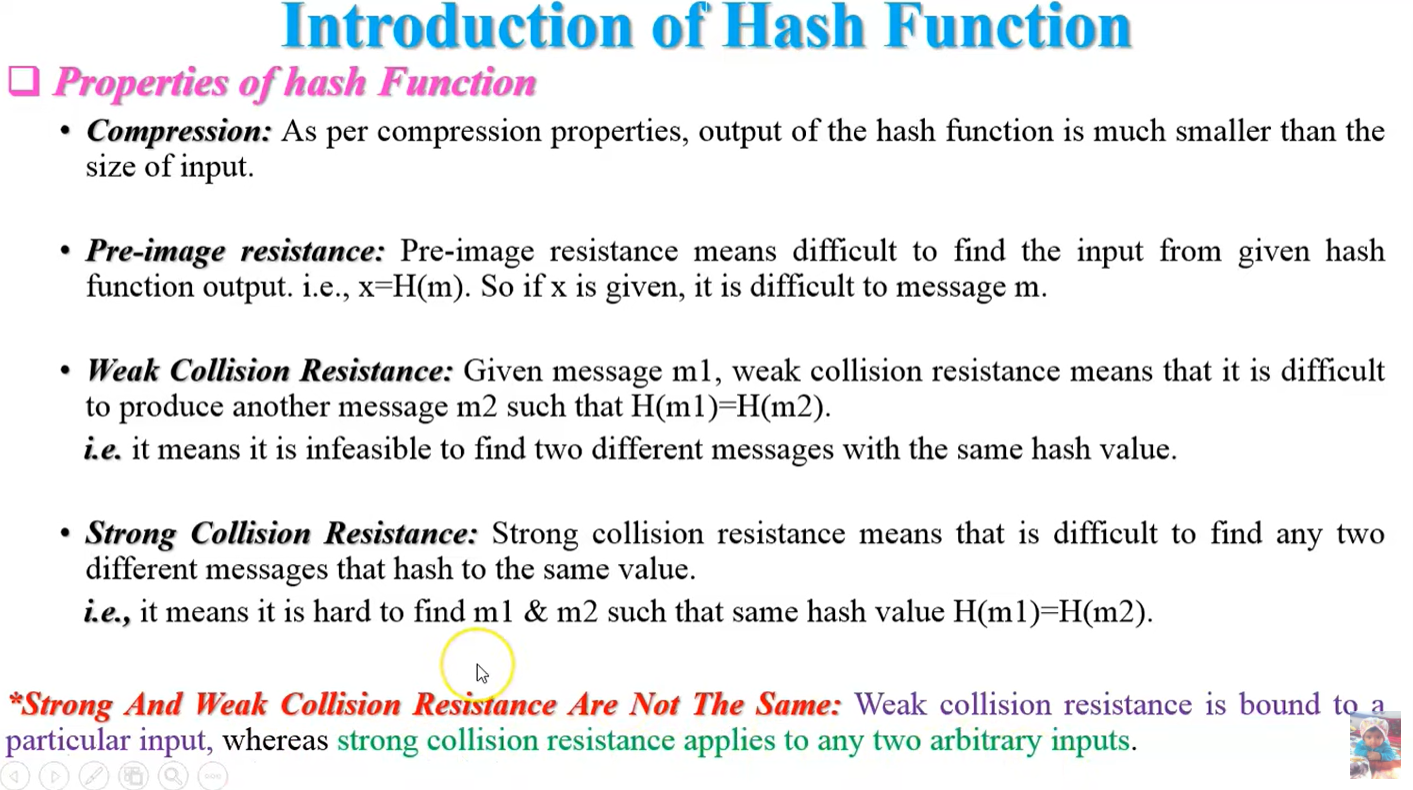 Introduction of Hash Function
Properties of hash Function
• Compression: As per compression properties, output of the hash function is much smaller than the
size of input.
• Pre-image resistance: Pre-image resistance means difficult to find the input from given hash
function output. i.e., x=H(m). So if x is given, it is difficult to message m.
• Weak Collision Resistance: Given message m1, weak collision resistance means that it is difficult
to produce another message m2 such that H(m1)=H(m2).
i.e. it means it is infeasible to find two different messages with the same hash value.
• Strong Collision Resistance: Strong collision resistance means that is difficult to find any two
different messages that hash to the same value.
i.e., it means it is hard to find m1 & m2 such that same hash value H(m1)=H(m2).
*Strong And Weak Collision Resistance Are Not The Same: Weak collision resistance is bound to a
particular input, whereas strong collision resistance applies to any two arbitrary inputs.